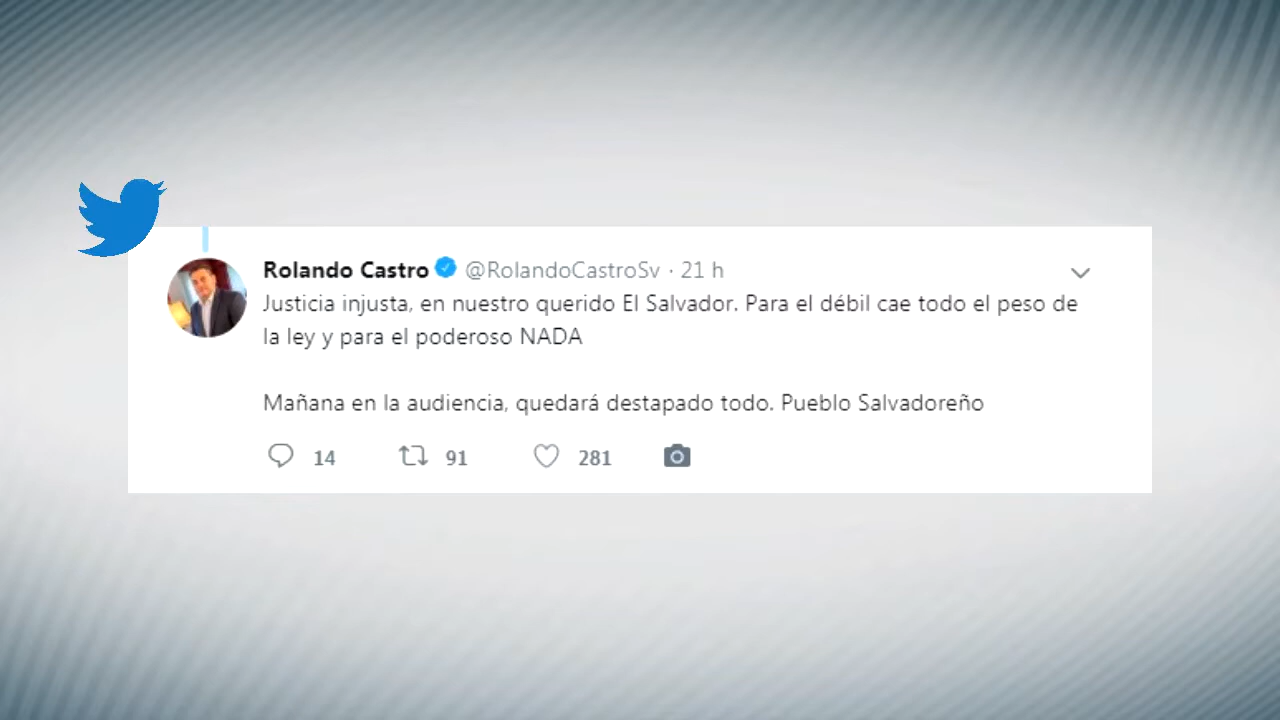 Rolando Castro @RolandoCastroSv · 21 h
Justicia injusta, en nuestro querido El Salvador. Para el débil cae todo el peso de
la ley y para el poderoso NADA
Mañana en la audiencia, quedará destapado todo. Pueblo Salvadoreño
14 91 281